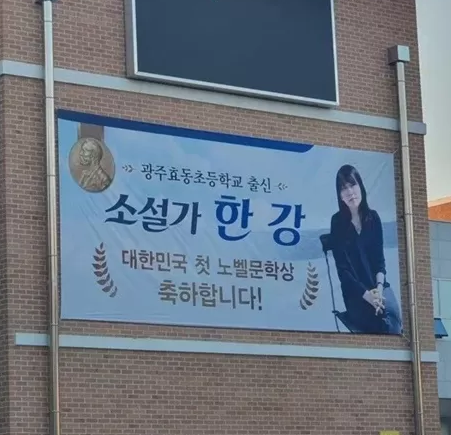 광주효동초등학교 출신
소설가 한 강
대한민국 첫 노벨문학상
축하합니다!